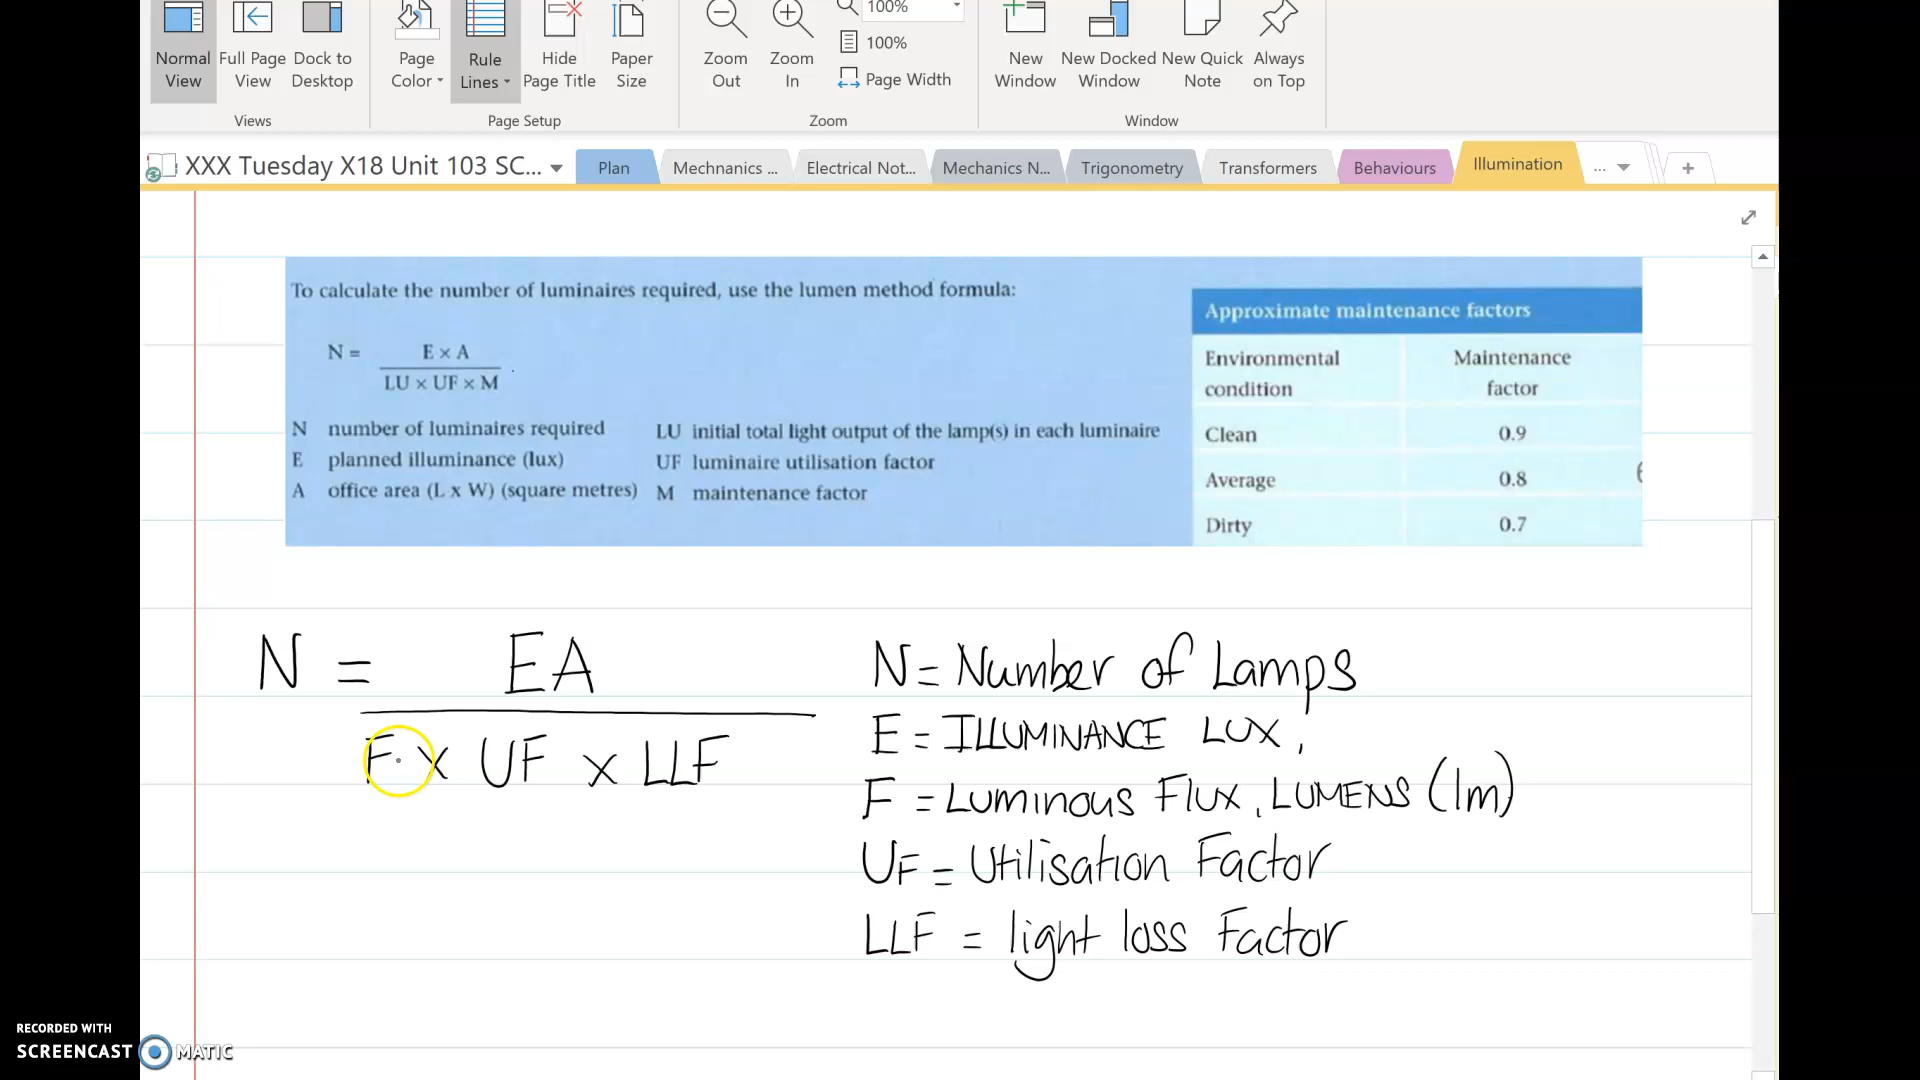 100%
Normal View
Full Page View
Dock to Desktop
Page Color
Rule Lines
Hide Page Title
Paper Size
Zoom Out
Zoom In
100%
Page Width
New Window
New Docked Window
New Quick Note
Always on Top
Views
Page Setup
Zoom
Window
XXX Tuesday X18 Unit 103 SC...
Plan
Mechnanics ...
Electrical Not...
Mechanics N...
Trigonometry
Transformers
Behaviours
Illumination
...
+
To calculate the number of luminaires required, use the lumen method formula:
N = E × A
LU × UF × M
N number of luminaires required
E planned illuminance (lux)
A office area (L x W) (square metres)
LU initial total light output of the lamp(s) in each luminaire
UF luminaire utilisation factor
M maintenance factor
Approximate maintenance factors
Environmental condition
Maintenance factor
Clean 0.9
Average 0.8
Dirty 0.7
N = EA
F × UF × LLF
N = Number of Lamps
E = ILLUMINANCE LUX,
F = Luminous Flux, LUMENS (lm)
UF = Utilisation Factor
LLF = light loss Factor
RECORDED WITH
SCREENCAST MATIC